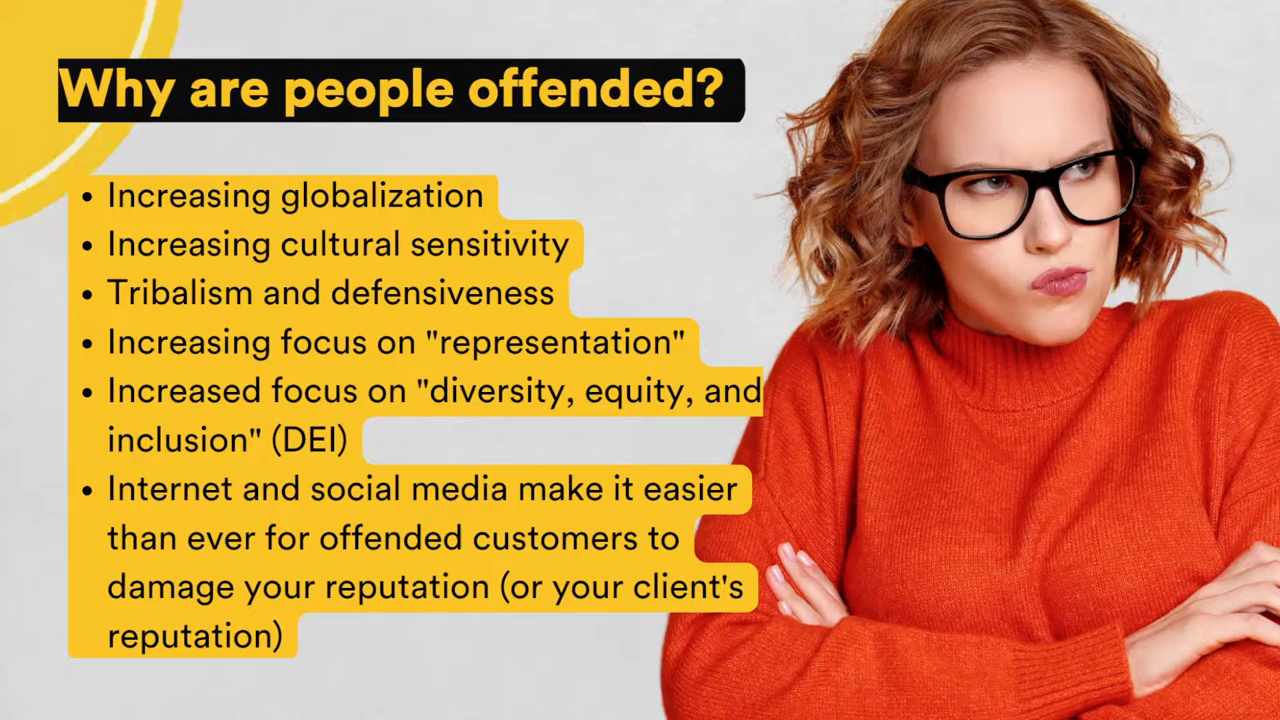 Why are people offended?
• Increasing globalization
• Increasing cultural sensitivity
• Tribalism and defensiveness
• Increasing focus on "representation"
• Increased focus on "diversity, equity, and
inclusion" (DEI)
• Internet and social media make it easier
than ever for offended customers to
damage your reputation (or your client's
reputation)